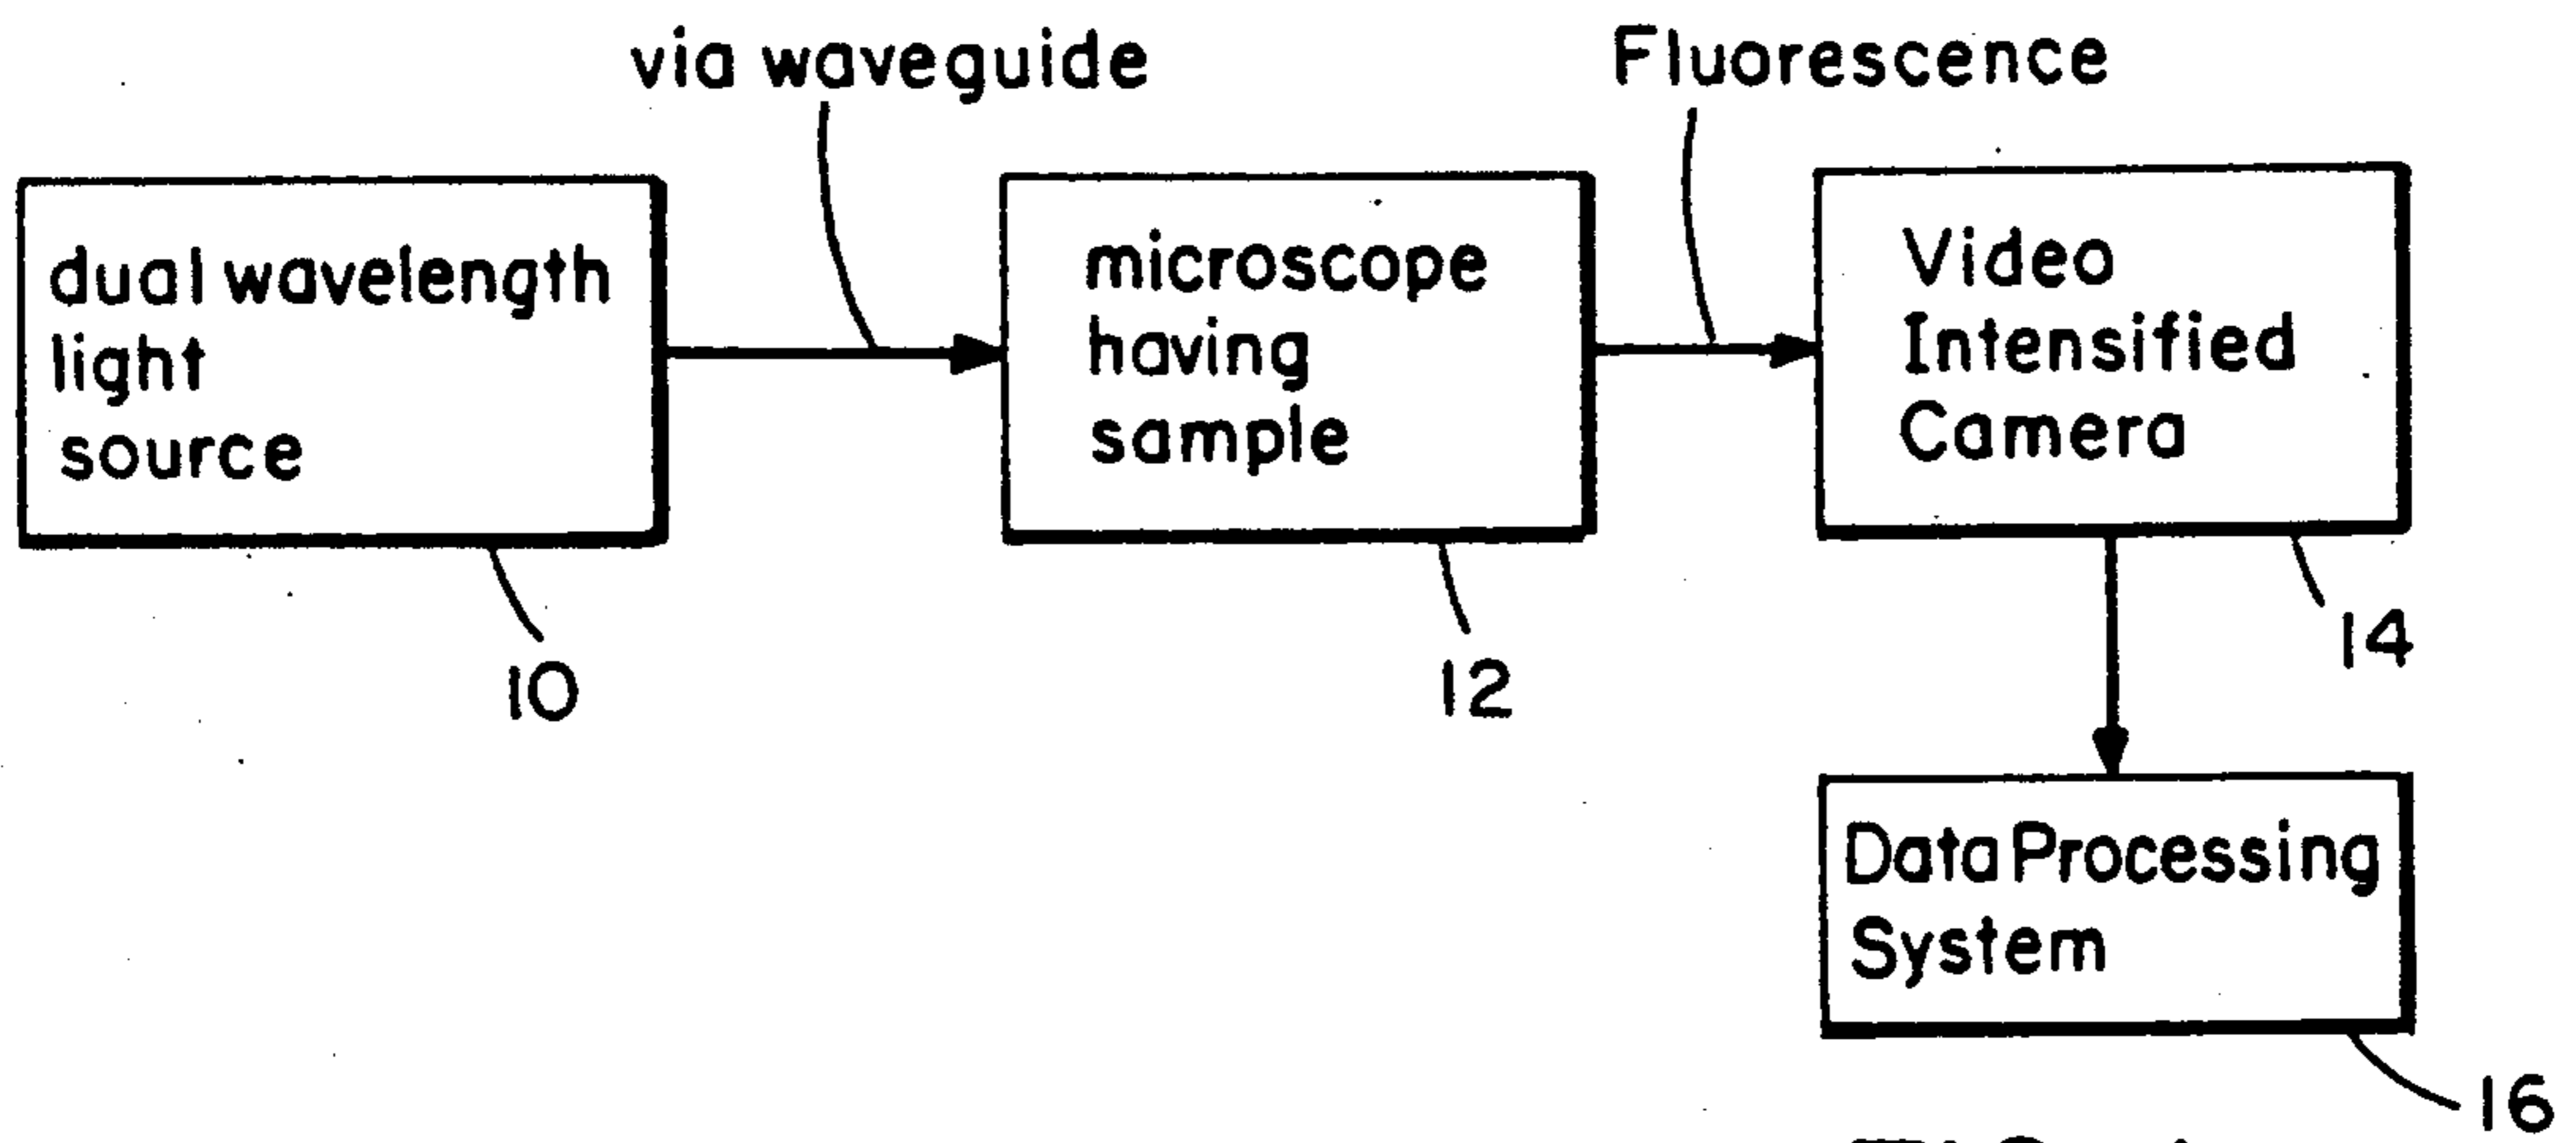 via waveguide
Fluorescence
dual wavelength
light
source
microscope
having
sample
Video
Intensified
Camera
10
12
14
Data Processing
System
16